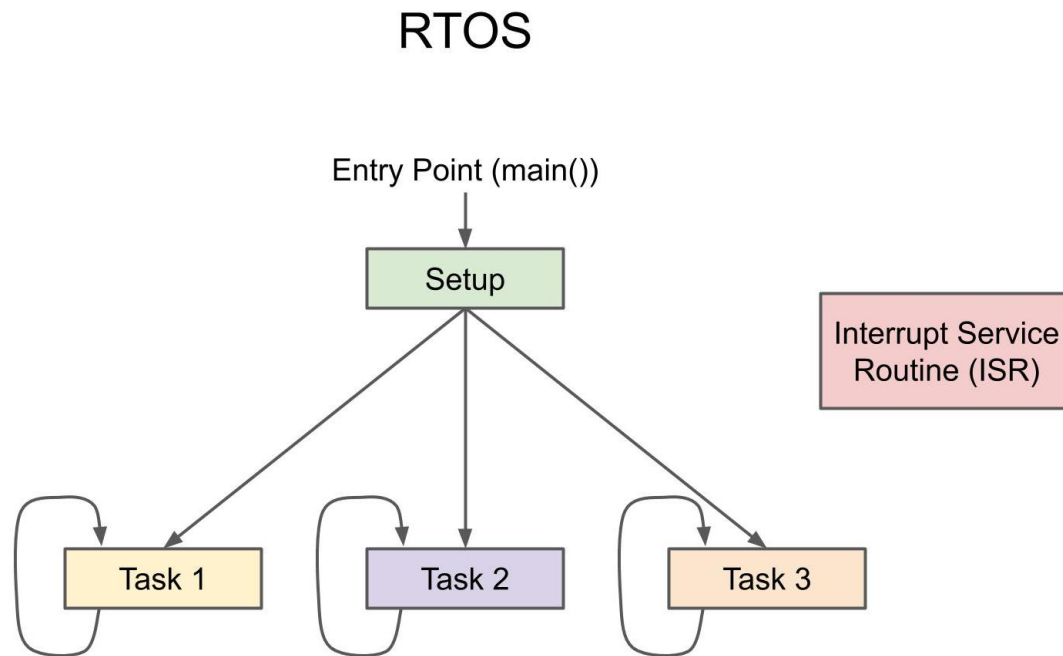 RTOS
Entry Point (main())
Setup
Interrupt Service
Routine (ISR)
Task 1
Task 2
Task 3